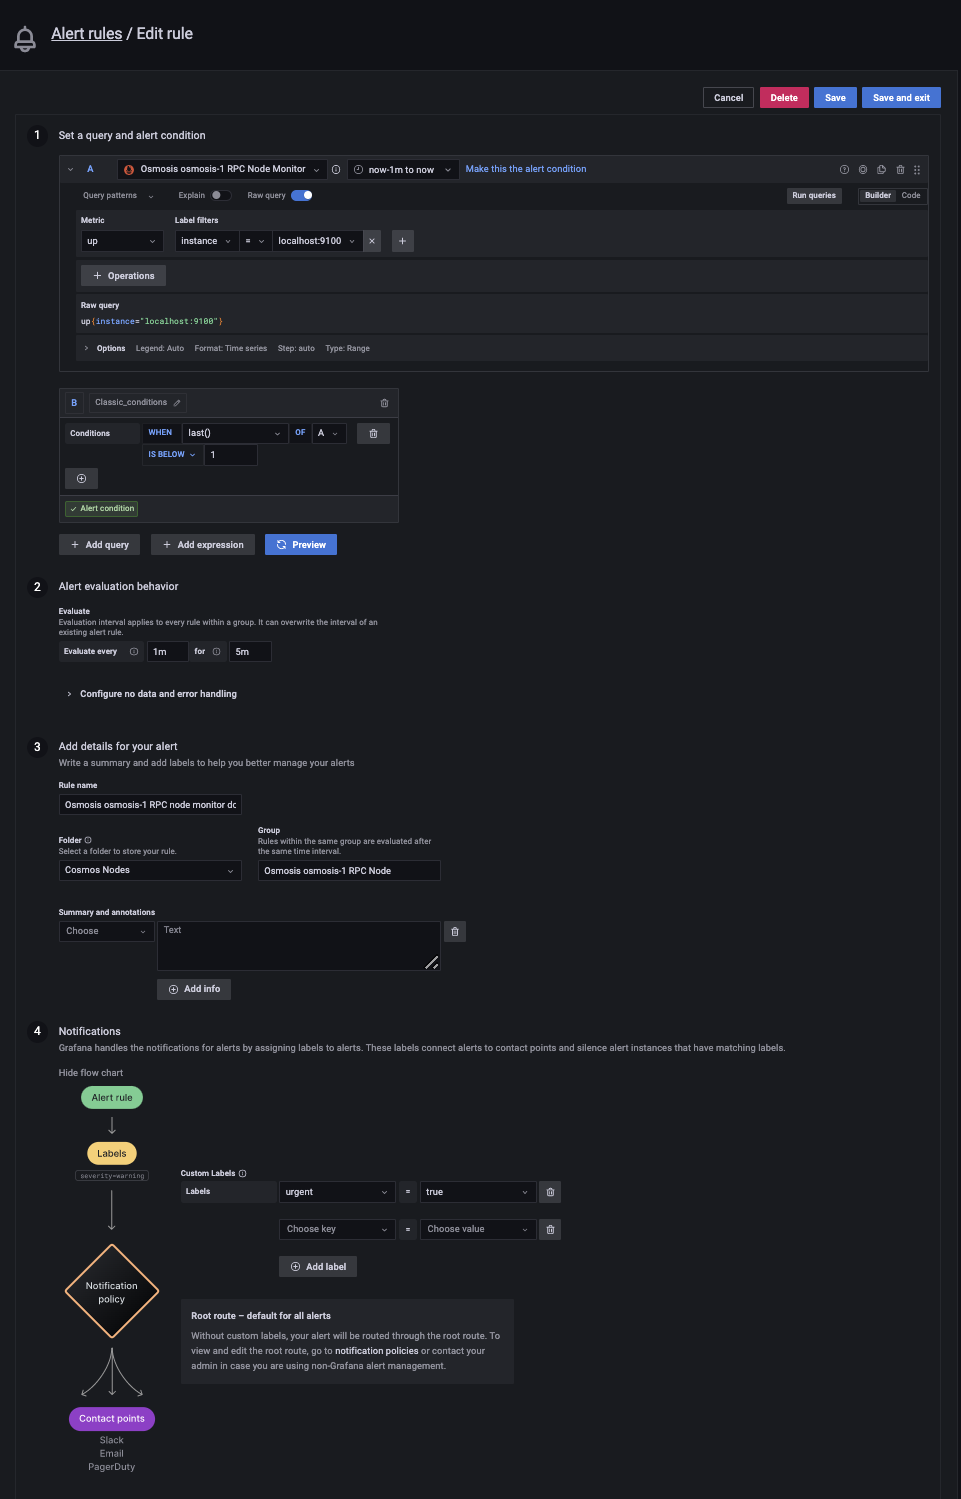 Alert rules / Edit rule
Cancel
Delete
Save
Save and exit
1
Set a query and alert condition
A
Osmosis osmosis-1 RPC Node Monitor
now-1m to now
Make this the alert condition
Query patterns
Explain
Raw query
Run queries
Builder
Code
Metric
Label filters
up
instance
=
localhost:9100
×
+
+ Operations
Raw query
up{instance="localhost:9100"}
> Options Legend: Auto Format: Time series Step: auto Type: Range
B
Classic_conditions
Conditions
WHEN
last()
OF
A
IS BELOW
1
Alert condition
+ Add query
+ Add expression
Preview
2
Alert evaluation behavior
Evaluate
Evaluation interval applies to every rule within a group. It can overwrite the interval of an
existing alert rule.
Evaluate every
1m
for
5m
> Configure no data and error handling
3
Add details for your alert
Write a summary and add labels to help you better manage your alerts
Rule name
Osmosis osmosis-1 RPC node monitor do
Folder
Select a folder to store your rule.
Cosmos Nodes
Group
Rules within the same group are evaluated after
the same time interval.
Osmosis osmosis-1 RPC Node
Summary and annotations
Choose
Text
Add info
4
Notifications
Grafana handles the notifications for alerts by assigning labels to alerts. These labels connect alerts to contact points and silence alert instances that have matching labels.
Hide flow chart
Alert rule
Labels
severity=warning
Notification
policy
Contact points
Slack
Email
PagerDuty
Custom Labels
Labels
urgent
=
true
Choose key
=
Choose value
Add label
Root route – default for all alerts
Without custom labels, your alert will be routed through the root route. To
view and edit the root route, go to notification policies or contact your
admin in case you are using non-Grafana alert management.